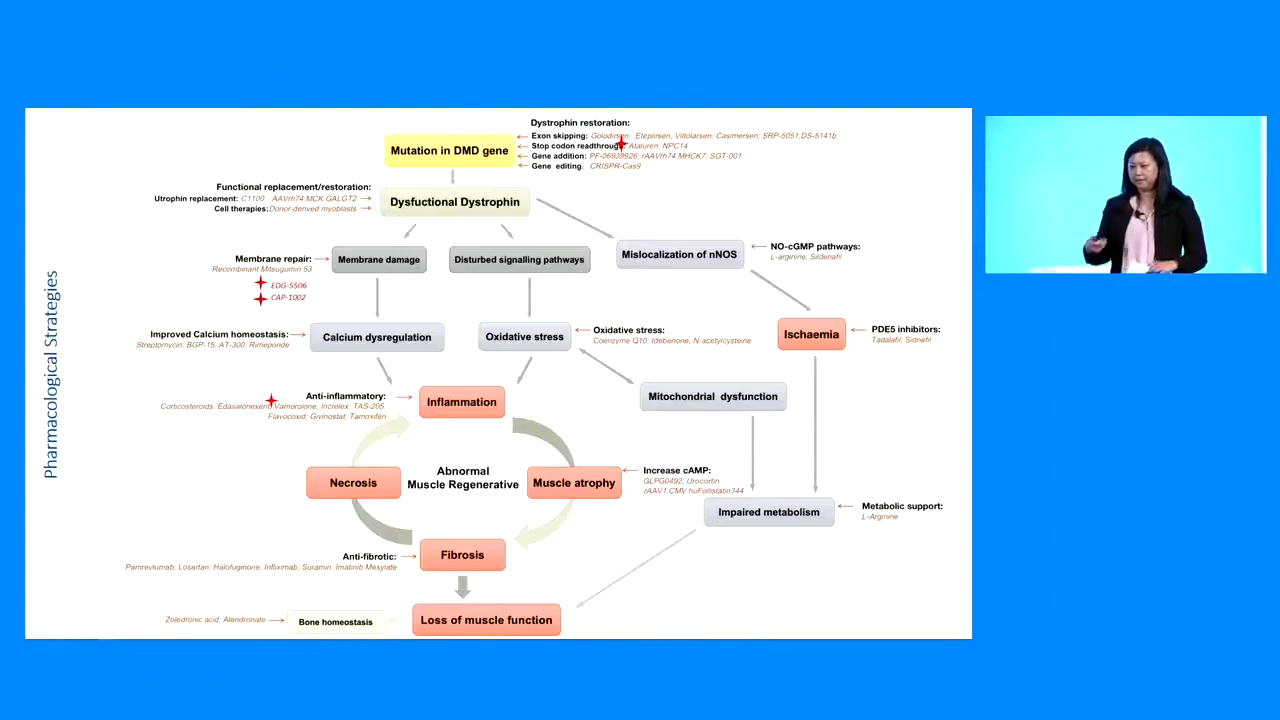 Pharmacological Strategies
Dystrophin restoration:
Exon skipping: Golodirsen; Eteplirsen, Viltolarsen; Casimersen; SRP-5051,DS-5141b
Mutation in DMD gene
Stop codon readthrough: Ataluren; NPC14
Gene addition: PF-06939926; rAAVrh74.MHCK7; SGT-001
Gene editing: CRISPR-Cas9
Functional replacement/restoration:
Utrophin replacement: C1100 AAVrh74.MCK.GALGT2
Cell therapies:Donor-derived myoblasts
Dysfuctional Dystrophin
Membrane repair:
Recombinant Mitsugumin 53
EDG-5506
CAP-1002
Membrane damage
Disturbed signalling pathways
Mislocalization of nNOS
NO-cGMP pathways:
L-arginine, Sildenafil
Improved Calcium homeostasis:
Streptomycin; BGP-15, AT-300; Rimeporide
Calcium dysregulation
Oxidative stress
Oxidative stress:
Coenzyme Q10; Idebenone, N-acetylcysteine
Ischaemia
PDE5 inhibitors:
Tadalafil; Sidnefil
Anti-inflammatory:
Corticosteroids; Edasalonexent; Vamorolone, Increlex; TAS-205,
Flavocoxid; Givinostat; Tamoxifen
Inflammation
Mitochondrial dysfunction
Necrosis
Abnormal
Muscle Regenerative
Muscle atrophy
Increase cAMP:
GLPG0492; Urocortin
rAAV1.CMV.huFollistatin344
Impaired metabolism
Metabolic support:
L-Arginine
Anti-fibrotic:
Pamrevlumab; Losartan; Halofuginone, Infliximab; Suramin. Imatinib Mesylate
Fibrosis
Zoledronic acid; Alendronate
Bone homeostasis
Loss of muscle function